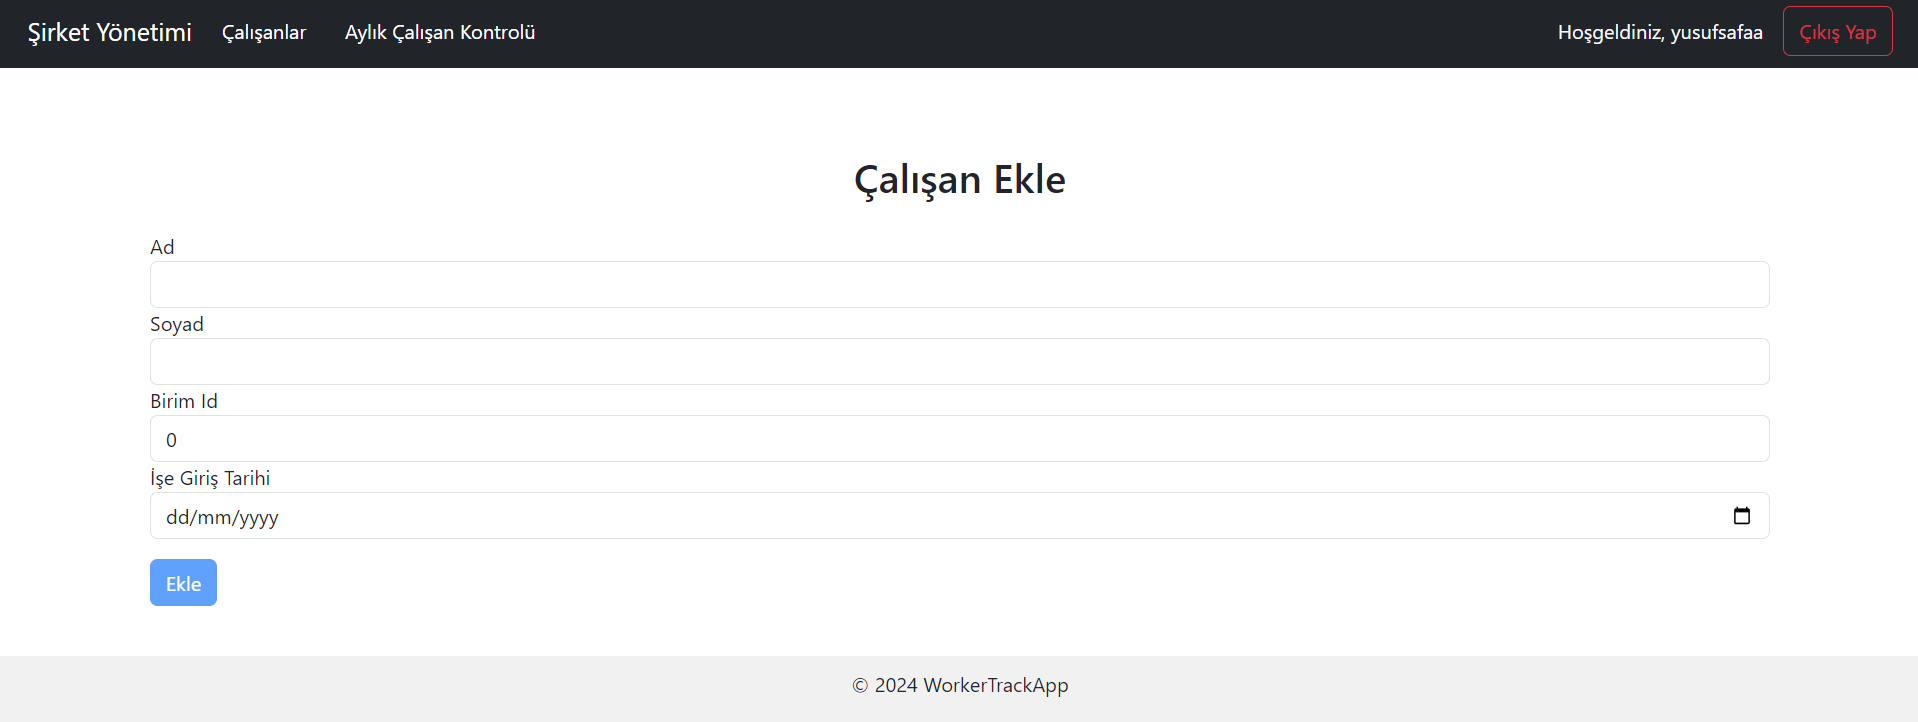 Şirket Yönetimi Çalışanlar Aylık Çalışan Kontrolü Hoşgeldiniz, yusufsafaa Çıkış Yap
Çalışan Ekle
Ad
Soyad
Birim Id
0
İşe Giriş Tarihi
dd/mm/yyyy
Ekle
© 2024 WorkerTrackApp